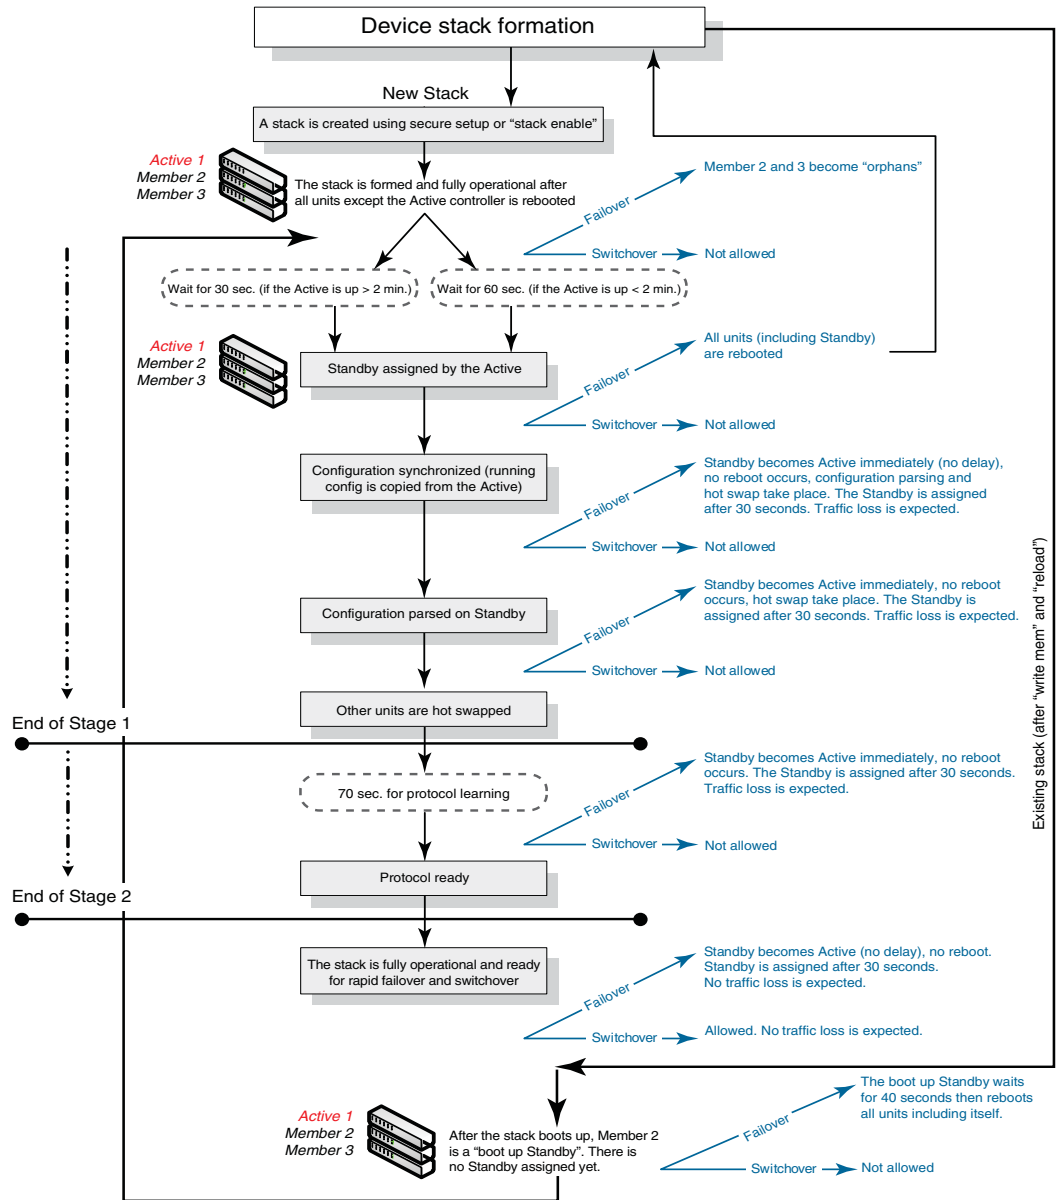 Device stack formation
New Stack
A stack is created using secure setup or “stack enable”
Active 1
Member 2
Member 3
The stack is formed and fully operational after
all units except the Active controller is rebooted
Failover
Member 2 and 3 become “orphans”
Switchover
Not allowed
Wait for 30 sec. (if the Active is up > 2 min.)
Wait for 60 sec. (if the Active is up < 2 min.)
Active 1
Member 2
Member 3
Standby assigned by the Active
Failover
All units (including Standby)
are rebooted
Switchover
Not allowed
Configuration synchronized (running
config is copied from the Active)
Failover
Standby becomes Active immediately (no delay),
no reboot occurs, configuration parsing and
hot swap take place. The Standby is assigned
after 30 seconds. Traffic loss is expected.
Switchover
Not allowed
Configuration parsed on Standby
Failover
Standby becomes Active immediately, no reboot
occurs, hot swap take place. The Standby is
assigned after 30 seconds. Traffic loss is expected.
Switchover
Not allowed
Other units are hot swapped
End of Stage 1
70 sec. for protocol learning
Failover
Standby becomes Active immediately, no reboot
occurs. The Standby is assigned after 30 seconds.
Traffic loss is expected.
Switchover
Not allowed
Protocol ready
End of Stage 2
The stack is fully operational and ready
for rapid failover and switchover
Failover
Standby becomes Active (no delay), no reboot.
Standby is assigned after 30 seconds.
No traffic loss is expected.
Switchover
Allowed. No traffic loss is expected.
Existing stack (after “write mem” and “reload”)
Active 1
Member 2
Member 3
After the stack boots up, Member 2
is a “boot up Standby”. There is
no Standby assigned yet.
Failover
The boot up Standby waits
for 40 seconds then reboots
all units including itself.
Switchover
Not allowed